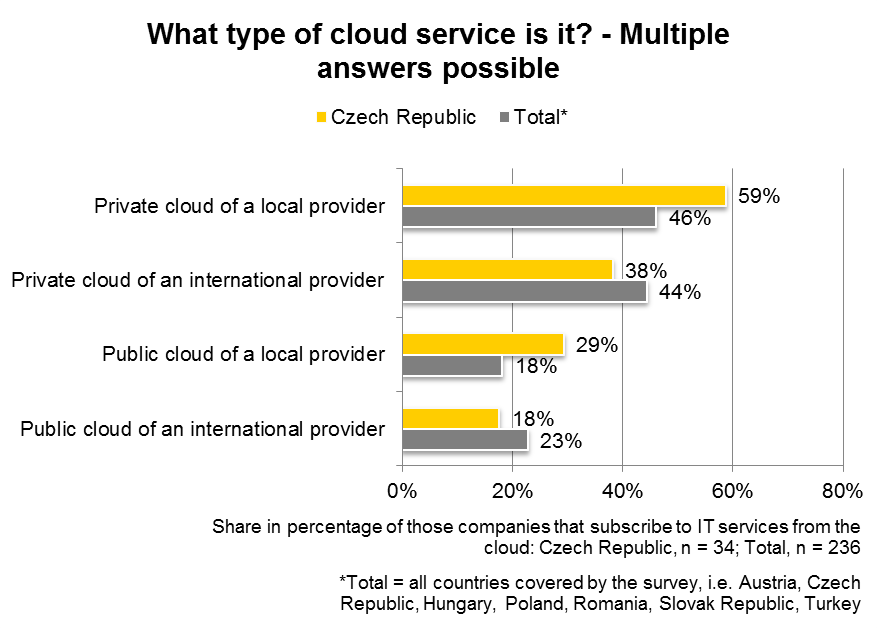 What type of cloud service is it? - Multiple
answers possible
Czech Republic Total*
Private cloud of a local provider
59%
46%
Private cloud of an international provider
38%
44%
Public cloud of a local provider
29%
18%
Public cloud of an international provider
18%
23%
0% 20% 40% 60% 80%
Share in percentage of those companies that subscribe to IT services from the
cloud: Czech Republic, n = 34; Total, n = 236
*Total = all countries covered by the survey, i.e. Austria, Czech
Republic, Hungary, Poland, Romania, Slovak Republic, Turkey